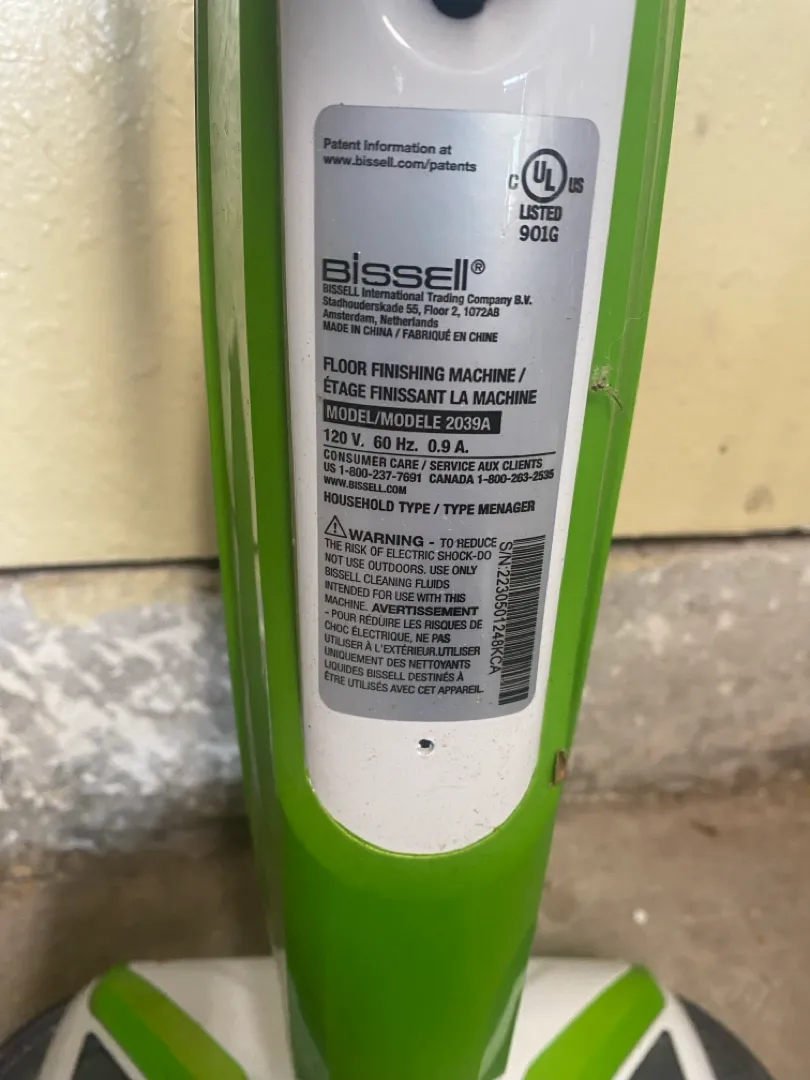 Patent Information at
www.bissell.com/patents
C UL US
LISTED
901G
BISSELL®
BISSELL International Trading Company B.V.
Stadhouderskade 55, Floor 2, 1072AB
Amsterdam, Netherlands
MADE IN CHINA / FABRIQUÉ EN CHINE
FLOOR FINISHING MACHINE /
ÉTAGE FINISSANT LA MACHINE
MODEL/MODELE 2039A
120 V. 60 Hz. 0.9 A.
CONSUMER CARE / SERVICE AUX CLIENTS
US 1-800-237-7691 CANADA 1-800-263-2535
WWW.BISSELL.COM
HOUSEHOLD TYPE / TYPE MENAGER
WARNING - TO REDUCE
THE RISK OF ELECTRIC SHOCK-DO
NOT USE OUTDOORS. USE ONLY
BISSELL CLEANING FLUIDS
INTENDED FOR USE WITH THIS
MACHINE. AVERTISSEMENT
- POUR RÉDUIRE LES RISQUES DE
CHOC ÉLECTRIQUE, NE PAS
UTILISER À L'EXTÉRIEUR.UTILISER
UNIQUEMENT DES NETTOYANTS
LIQUIDES BISSELL DESTINÉS À
ÊTRE UTILISÉS AVEC CET APPAREIL.
S/N:2230501248KCA